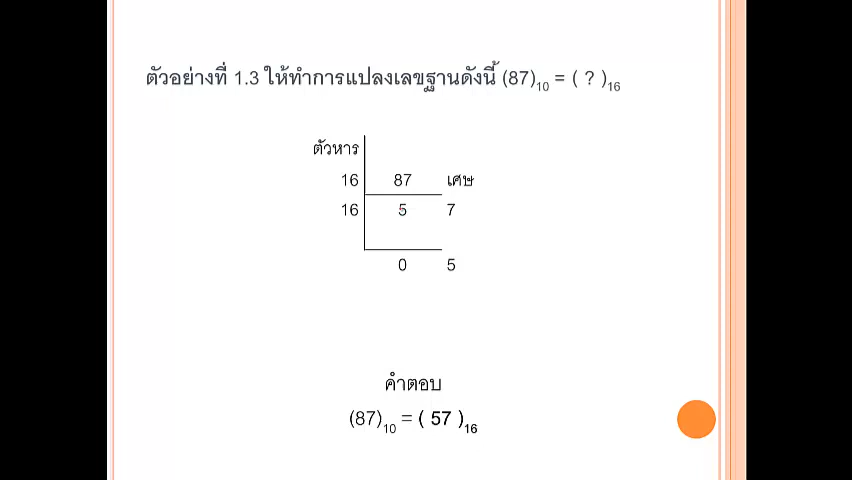 ตัวอย่างที่ 1.3 ให้ทำการแปลงเลขฐานดังนี้ (87)10 = ( ? )16
ตัวหาร
16 87 เศษ
16 5 7
0 5
คำตอบ
(87)10 = ( 57 )16